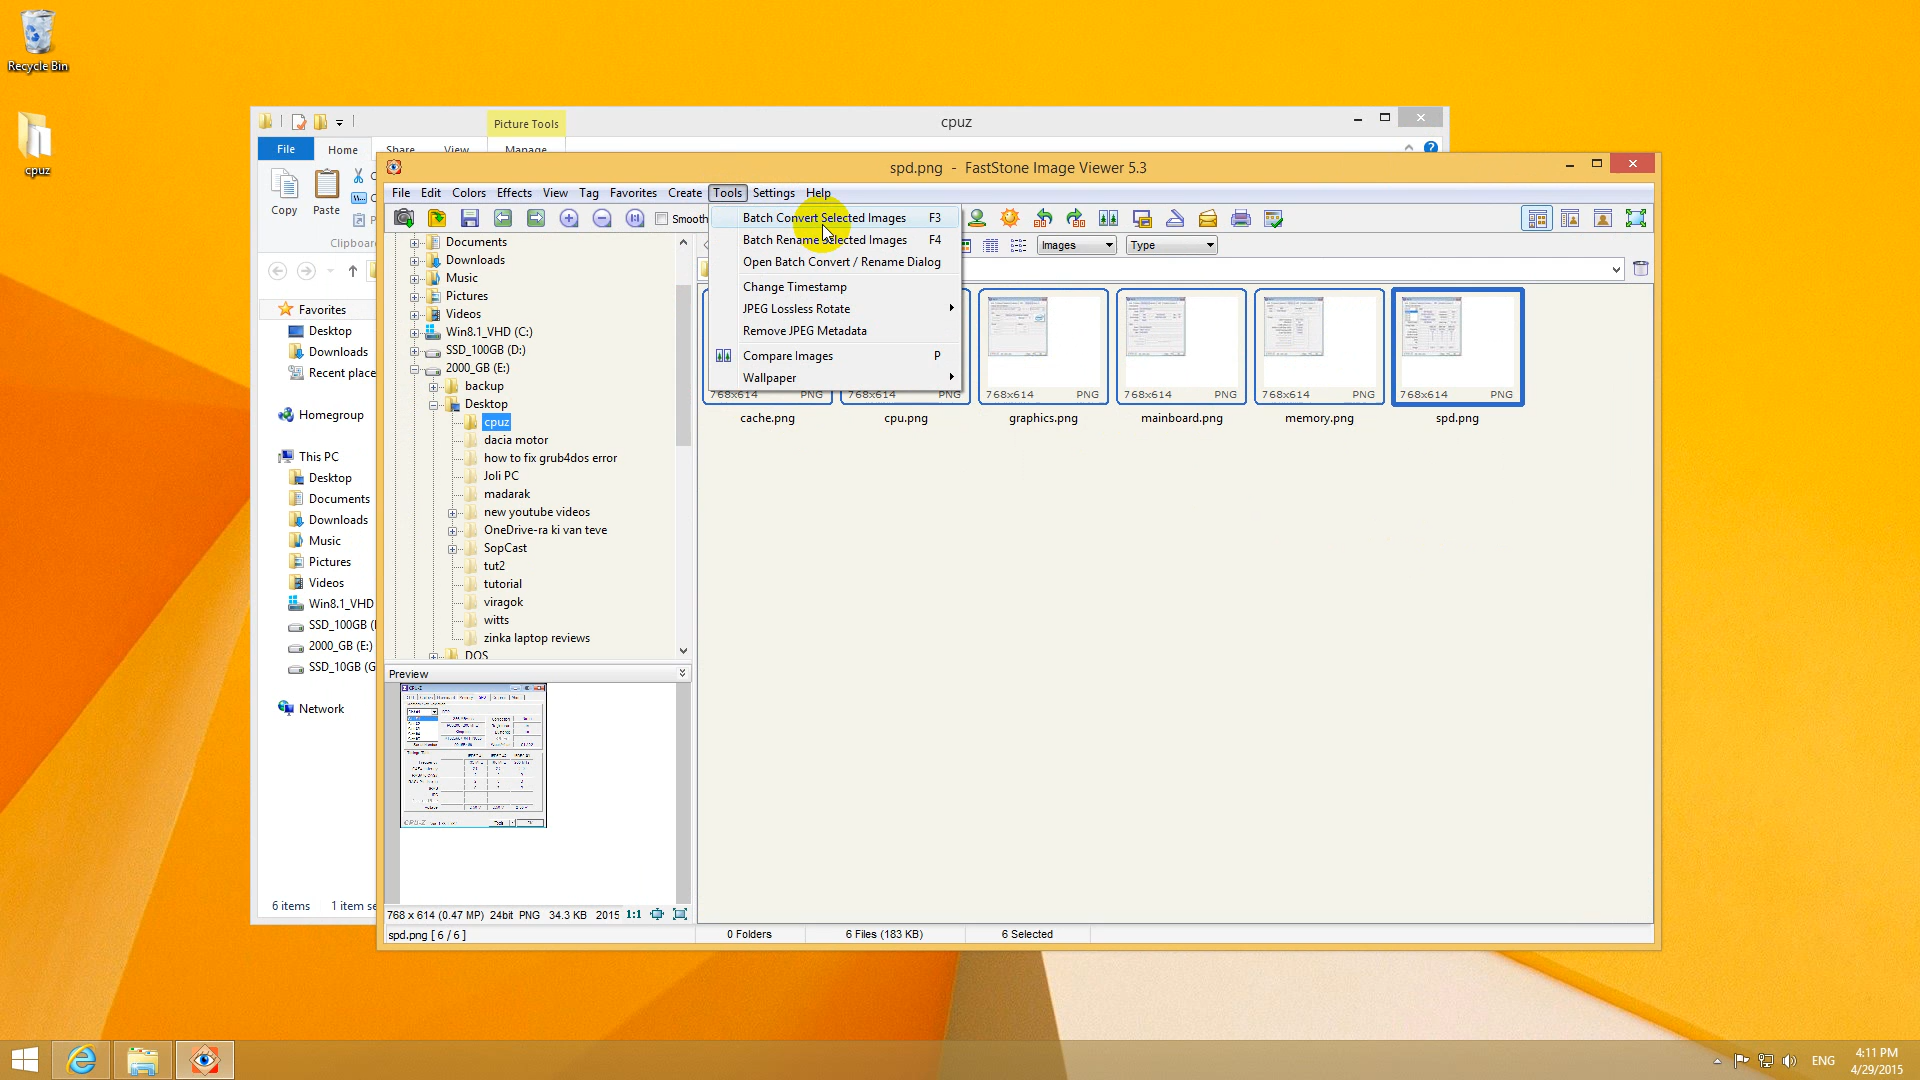 Recycle Bin
cpuz
Picture Tools
cpuz
File
Home
Share
View
Manage
Copy
Paste
Clipboar
Favorites
Desktop
Downloads
Recent place
Homegroup
This PC
Desktop
Documents
Downloads
Music
Pictures
Videos
Win8.1_VHD
SSD_100GB (
2000_GB (E:)
SSD_10GB (G
Network
6 items
1 item se
spd.png - FastStone Image Viewer 5.3
File Edit Colors Effects View Tag Favorites Create Tools Settings Help
Smooth
Batch Convert Selected Images F3
Batch Rename Selected Images F4
Open Batch Convert / Rename Dialog
Change Timestamp
JPEG Lossless Rotate
Remove JPEG Metadata
Compare Images P
Wallpaper
Images
Type
Documents
Downloads
Music
Pictures
Videos
Win8.1_VHD (C:)
SSD_100GB (D:)
2000_GB (E:)
backup
Desktop
cpuz
dacia motor
how to fix grub4dos error
Joli PC
madarak
new youtube videos
OneDrive-ra ki van teve
SopCast
tut2
tutorial
viragok
witts
zinka laptop reviews
DOS
768x614 PNG
768x614 PNG
768x614 PNG
768x614 PNG
768x614 PNG
768x614 PNG
cache.png
cpu.png
graphics.png
mainboard.png
memory.png
spd.png
Preview
768 x 614 (0.47 MP) 24bit PNG 34.3 KB 2015 1:1
spd.png [ 6 / 6 ]
0 Folders
6 Files (183 KB)
6 Selected
ENG
4:11 PM
4/29/2015